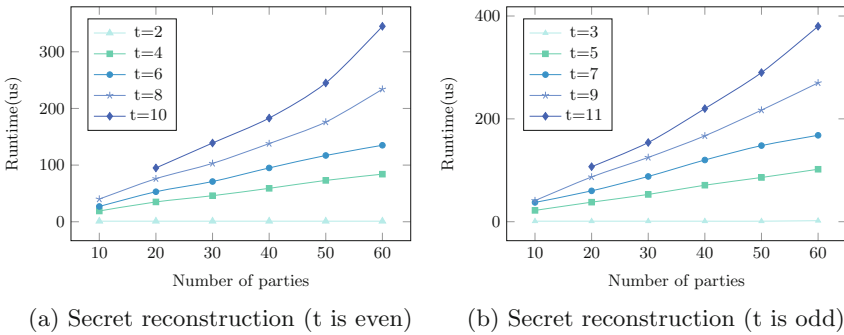 t=2
t=4
t=6
t=8
t=10
300
200
100
0
Runtime(us)
10 20 30 40 50 60
Number of parties
(a) Secret reconstruction (t is even)
t=3
t=5
t=7
t=9
t=11
400
200
0
Runtime(us)
10 20 30 40 50 60
Number of parties
(b) Secret reconstruction (t is odd)